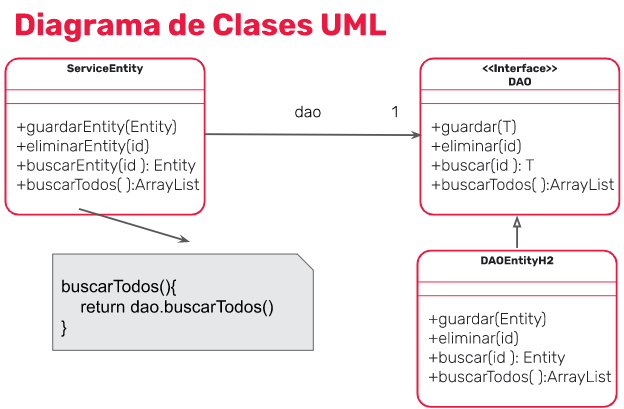 Diagrama de Clases UML
ServiceEntity
+guardarEntity(Entity)
+eliminarEntity(id)
+buscarEntity(id ): Entity
+buscarTodos( ):ArrayList
dao
1
<<Interface>>
DAO
+guardar(T)
+eliminar(id)
+buscar(id ): T
+buscarTodos( ):ArrayList
buscarTodos(){
return dao.buscarTodos()
}
DAOEntityH2
+guardar(Entity)
+eliminar(id)
+buscar(id ): Entity
+buscarTodos( ):ArrayList